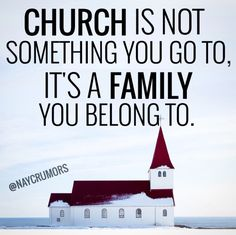 CHURCH IS NOT
SOMETHING YOU GO TO,
IT'S A FAMILY
YOU BELONG TO.
@NAYCRUMORS